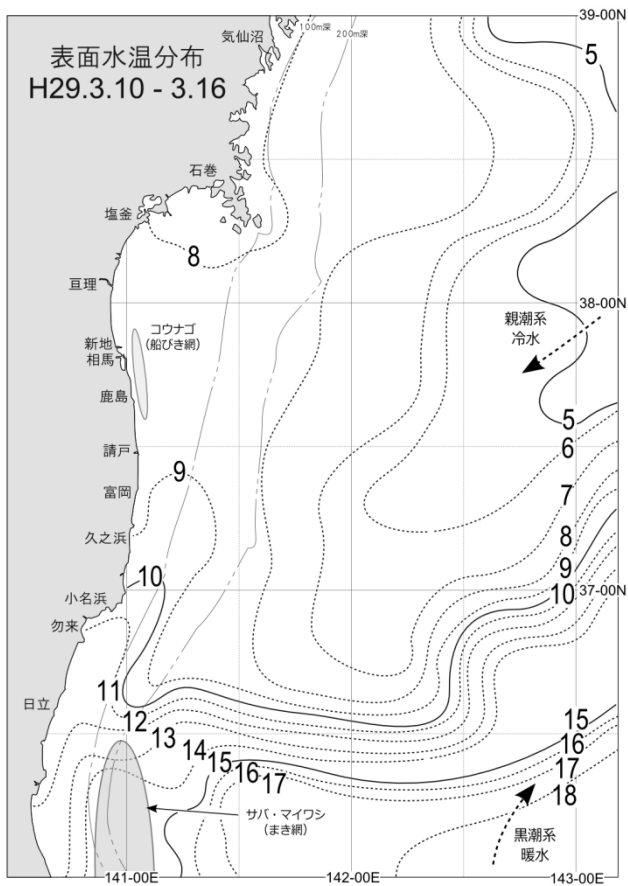 39-00N
気仙沼
100m深
200m深
表面水温分布
H29.3.10 - 3.16
5
石巻
塩釜
8
亘理
38-00N
コウナゴ
(船びき網)
親潮系
冷水
新地
相馬
鹿島
5
請戸
6
9
富岡
7
久之浜
8
9
10
10
37-00N
小名浜
勿来
11
日立
12
15
13
16
14
15
17
16
17
18
サバ・マイワシ
(まき網)
黒潮系
暖水
141-00E
142-00E
143-00E